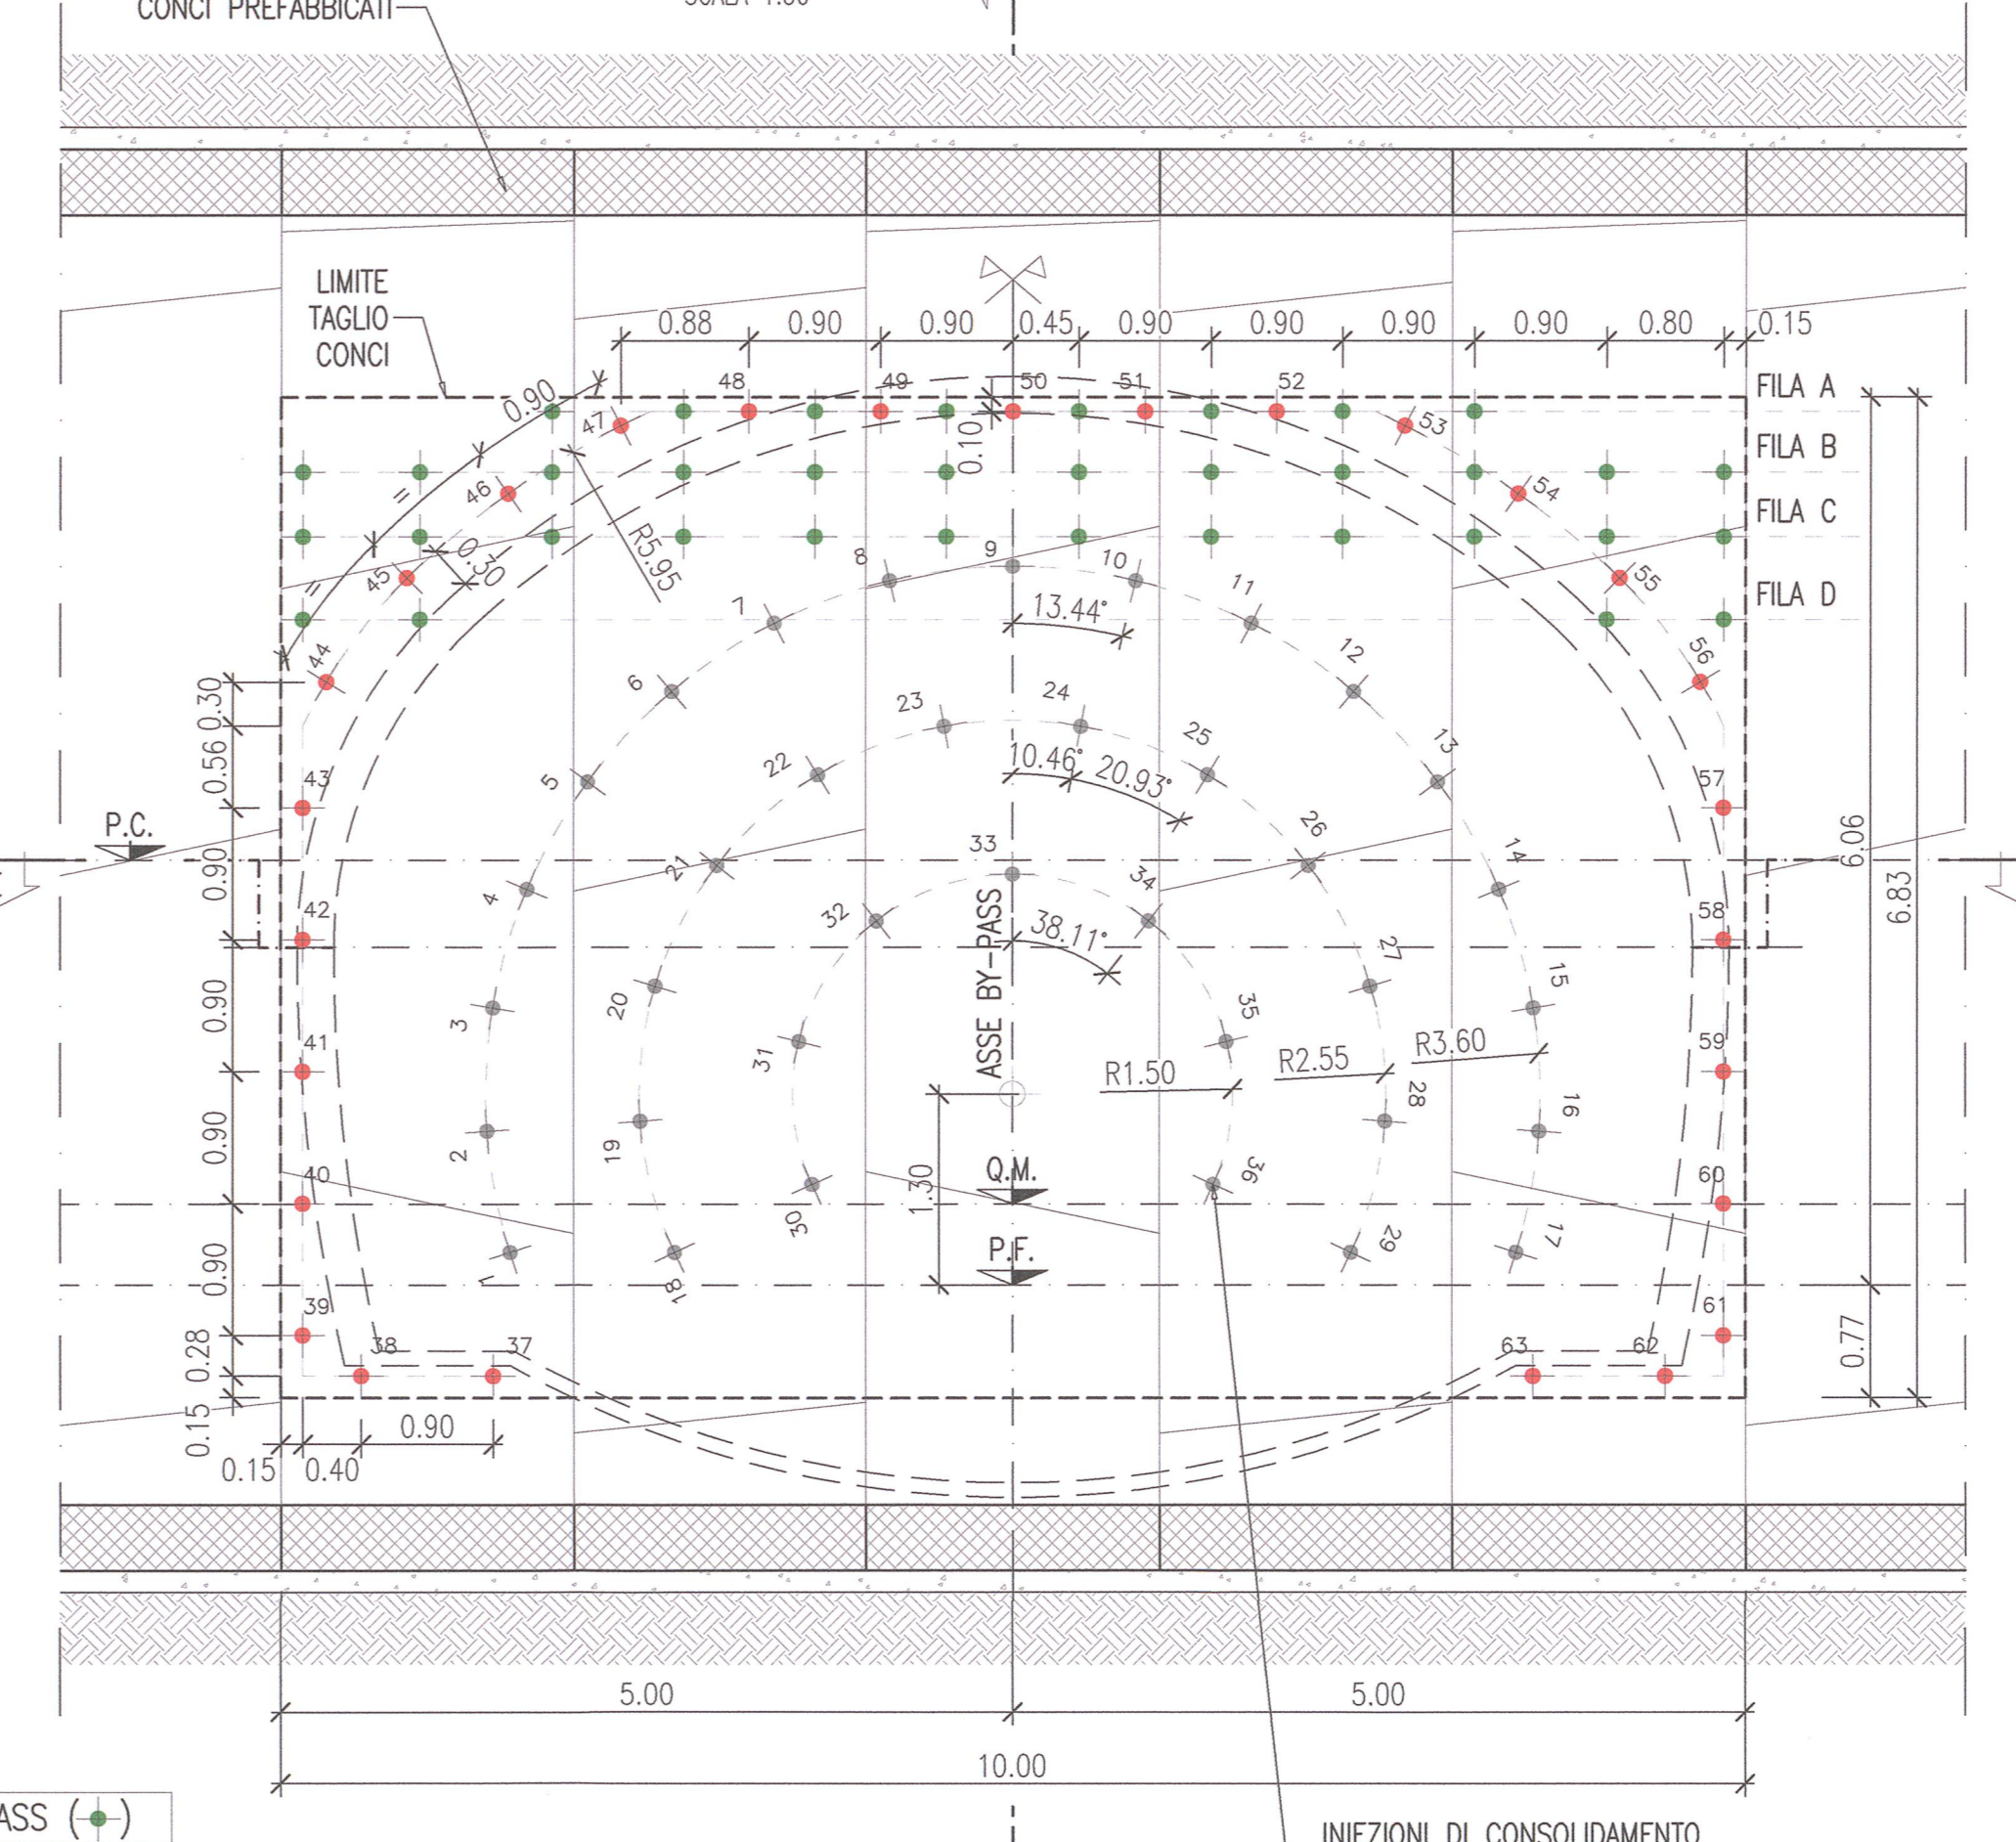 CONCI PREFABBICATI
LIMITE
TAGLIO
CONCI
0.88 0.90 0.90 0.45 0.90 0.90 0.90 0.90 0.80 0.15
FILA A
FILA B
FILA C
FILA D
0.90
47 48 49 50 51 52 53
0.10
46 54
=
R5.95
0.30
45 55
=
44 56
8 9 10
7 11
13.44°
6 12
23 24
22 25
5 13
10.46° 20.93°
43 57
0.30
0.56
P.C.
21 26
33
32 34
4 14
38.11°
42 58
0.90
ASSE BY-PASS
6.06
6.83
20 27
3 15
31 35
41 59
0.90
R1.50 R2.55 R3.60
2 19 28 16
0.90
1.30
Q.M.
40 30 36 60
P.F.
1 18 29 17
0.90
39 61
38 37 63 62
0.28
0.77
0.15
0.90
0.15 0.40
5.00 5.00
10.00
ASS ( )
INIEZIONI DI CONSOLIDAMENTO